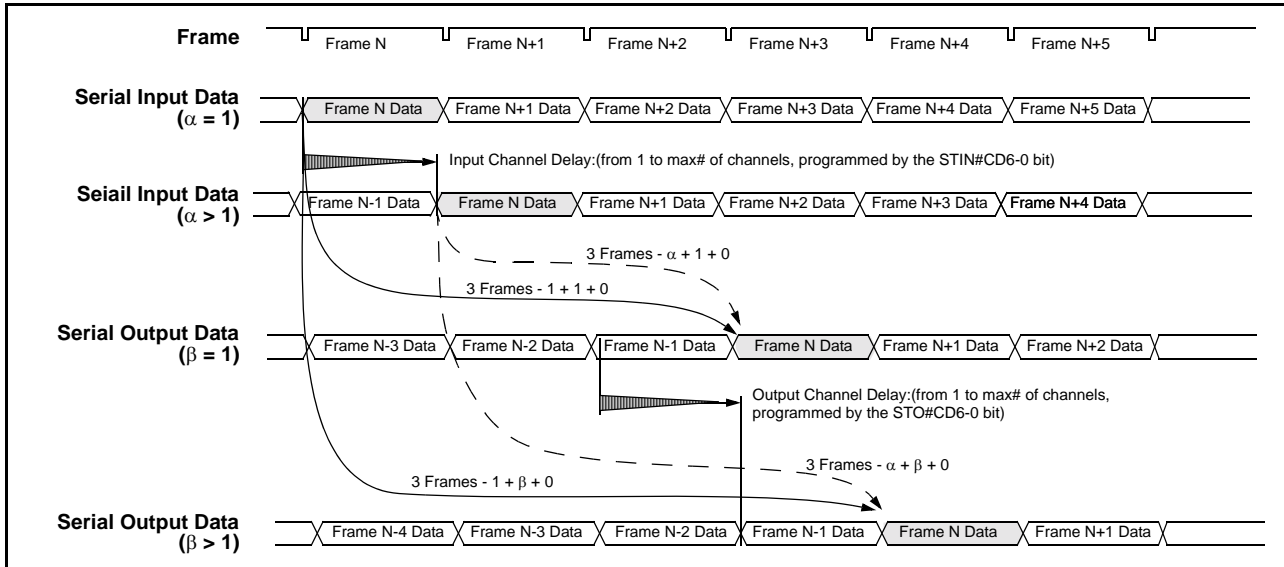 Frame
Frame N
Frame N+1
Frame N+2
Frame N+3
Frame N+4
Frame N+5
Serial Input Data
(α = 1)
Frame N Data
Frame N+1 Data
Frame N+2 Data
Frame N+3 Data
Frame N+4 Data
Frame N+5 Data
Input Channel Delay:(from 1 to max# of channels, programmed by the STIN#CD6-0 bit)
Seiail Input Data
(α > 1)
Frame N-1 Data
Frame N Data
Frame N+1 Data
Frame N+2 Data
Frame N+3 Data
Frame N+4 Data
3 Frames - α + 1 + 0
3 Frames - 1 + 1 + 0
Serial Output Data
(β = 1)
Frame N-3 Data
Frame N-2 Data
Frame N-1 Data
Frame N Data
Frame N+1 Data
Frame N+2 Data
Output Channel Delay:(from 1 to max# of channels,
programmed by the STO#CD6-0 bit)
3 Frames - α + β + 0
3 Frames - 1 + β + 0
Serial Output Data
(β > 1)
Frame N-4 Data
Frame N-3 Data
Frame N-2 Data
Frame N-1 Data
Frame N Data
Frame N+1 Data